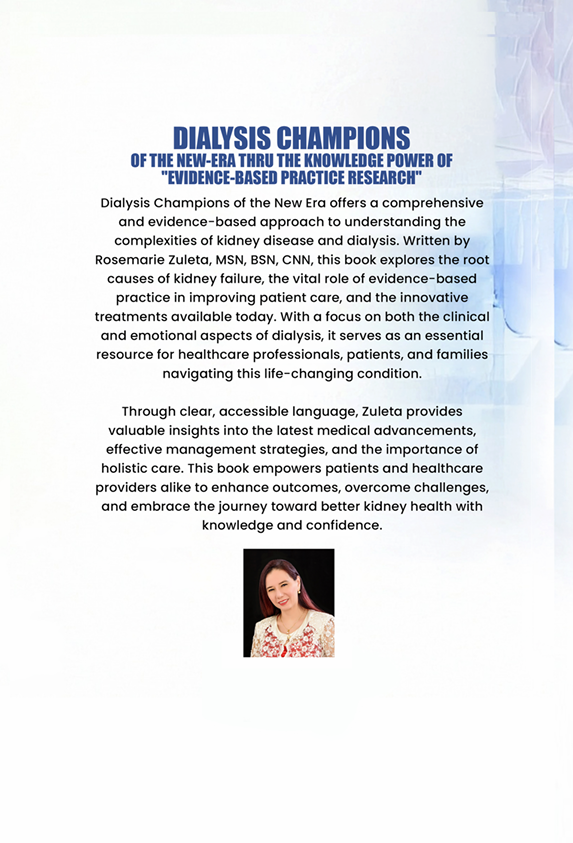 DIALYSIS CHAMPIONS
OF THE NEW-ERA THRU THE KNOWLEDGE POWER OF
"EVIDENCE-BASED PRACTICE RESEARCH"
Dialysis Champions of the New Era offers a comprehensive
and evidence-based approach to understanding the
complexities of kidney disease and dialysis. Written by
Rosemarie Zuleta, MSN, BSN, CNN, this book explores the root
causes of kidney failure, the vital role of evidence-based
practice in improving patient care, and the innovative
treatments available today. With a focus on both the clinical
and emotional aspects of dialysis, it serves as an essential
resource for healthcare professionals, patients, and families
navigating this life-changing condition.
Through clear, accessible language, Zuleta provides
valuable insights into the latest medical advancements,
effective management strategies, and the importance of
holistic care. This book empowers patients and healthcare
providers alike to enhance outcomes, overcome challenges,
and embrace the journey toward better kidney health with
knowledge and confidence.